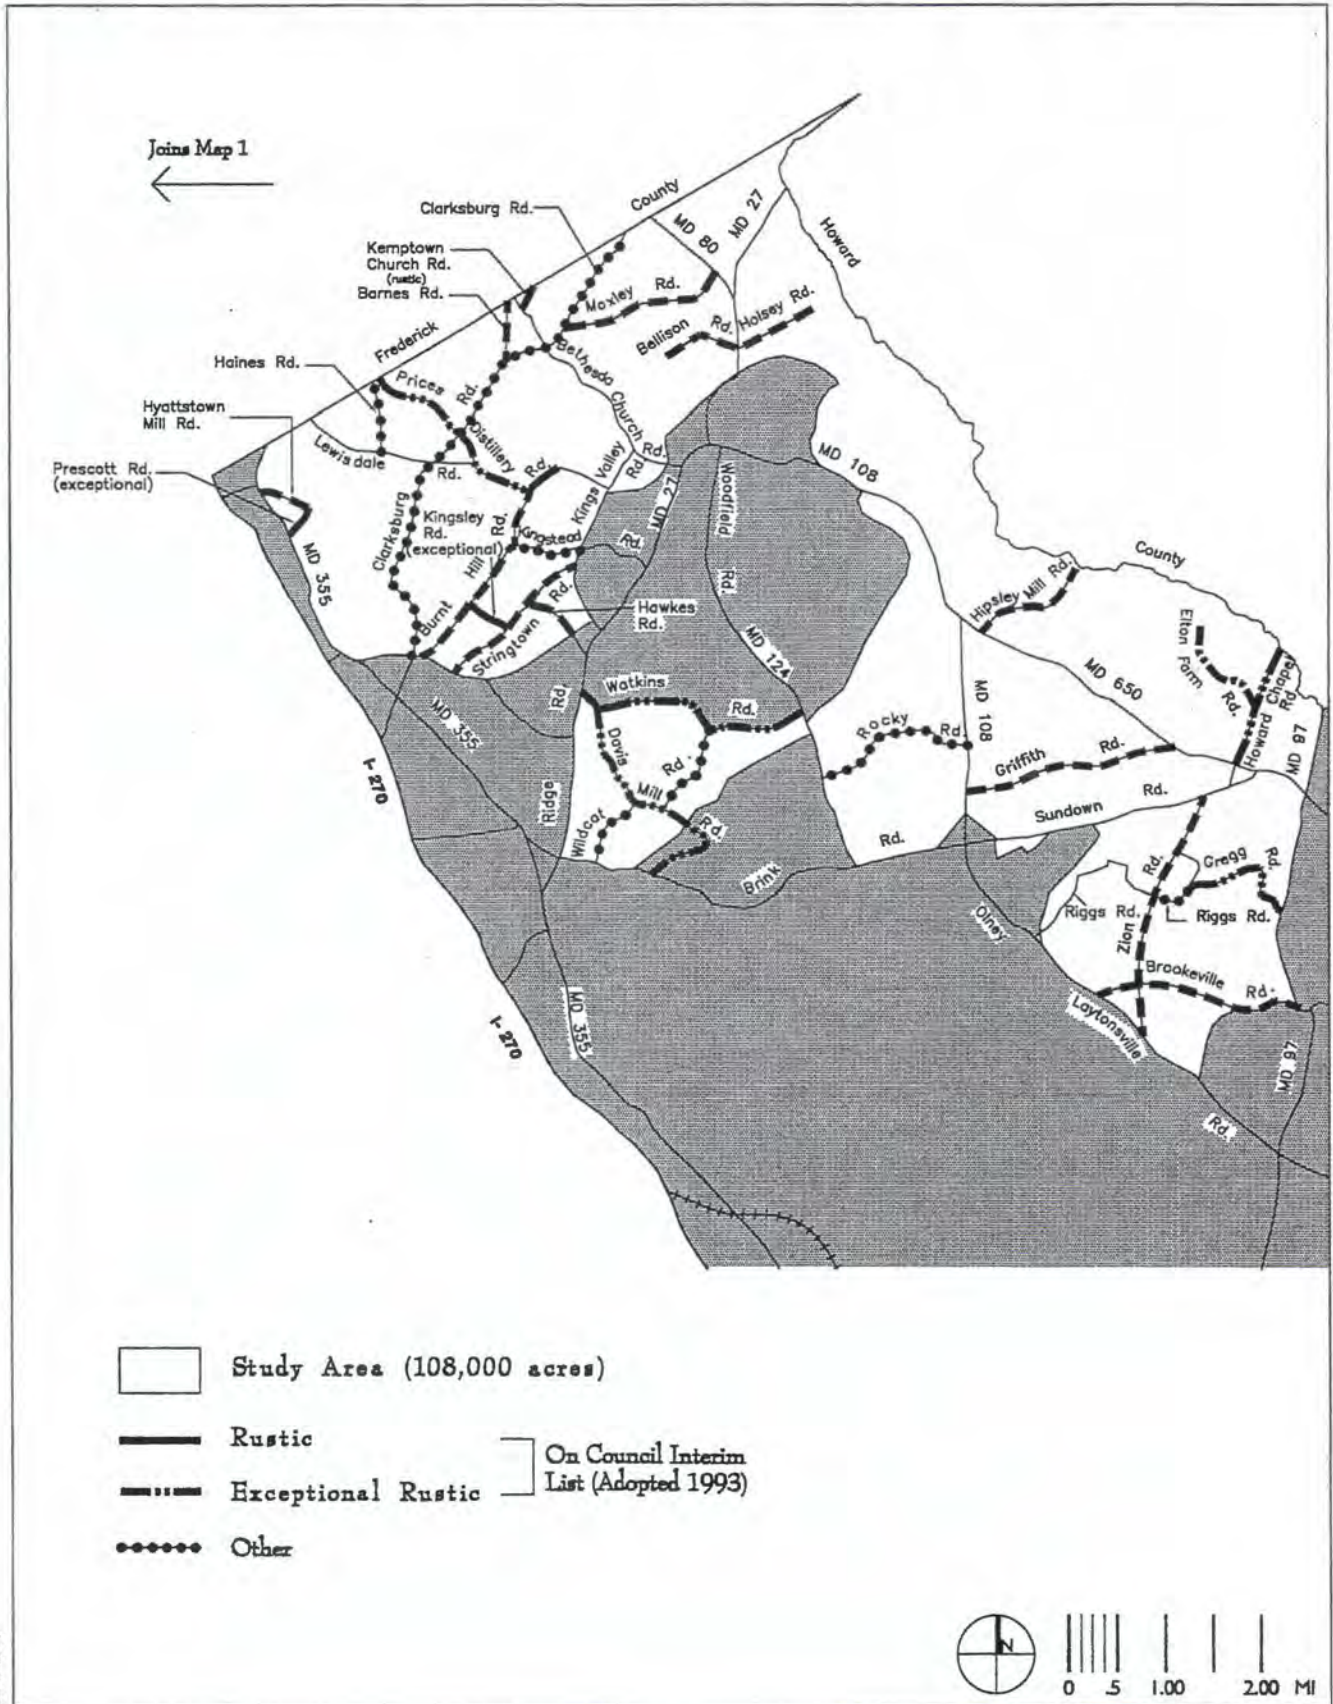 Joins Map 1
Clarksburg Rd.
County
MD 80
MD 27
Howard
Kemptown
Church Rd.
(rustic)
Barnes Rd.
Moxley Rd.
Bellison Rd.
Holsey Rd.
Frederick
Haines Rd.
Prices
Rd.
Bethesda
Church
Rd.
Hyattstown
Mill Rd.
Lewisdale
Rd.
Distillery
Rd.
Kings Valley
Rd.
MD 27
Woodfield
Rd.
MD 108
Prescott Rd.
(exceptional)
MD 355
Clarksburg
Kingsley
Rd.
(exceptional)
Burnt
Hill
Rd.
Kingstead
Rd.
Stringtown
Rd.
Hawkes
Rd.
MD 124
County
Hipsley Mill Rd.
Elton Farm
Rd.
Howard
Chapel
Rd.
MD 650
MD 97
MD 108
Watkins
Rd.
Rocky
Rd.
Griffith
Rd.
Sundown
Rd.
MD 355
I-270
Ridge
Rd.
Davis
Mill
Rd.
Wildcat
Rd.
Brink
Rd.
Olney
Laytonsville
Rd.
Zion
Rd.
Gregg
Rd.
Riggs Rd.
Riggs Rd.
Brookeville
Rd.
MD 97
MD 355
I-270
Study Area (108,000 acres)
Rustic
Exceptional Rustic
On Council Interim
List (Adopted 1993)
Other
N
0 .5 1.00 2.00 MI